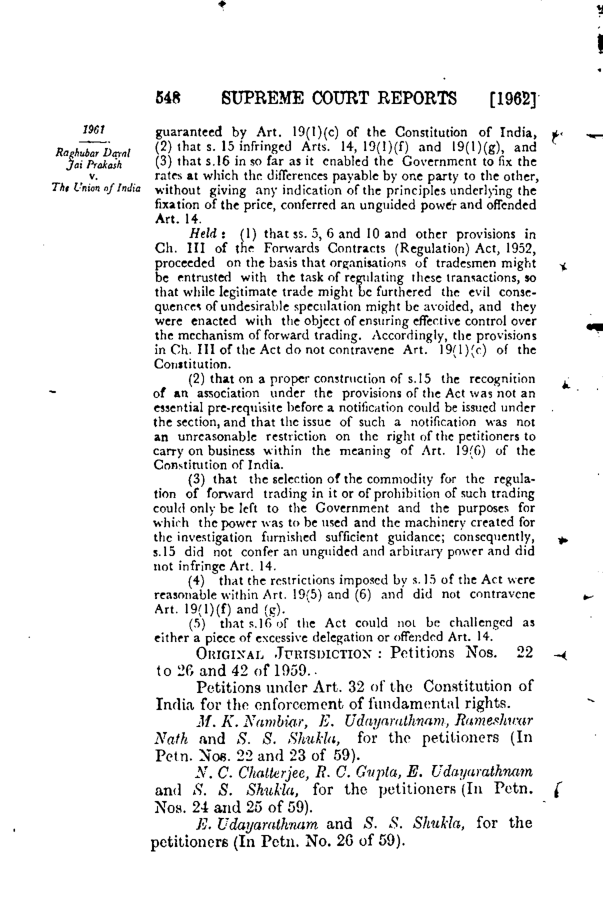 548 SUPREME COURT REPORTS [1962]
1961
Raghubar Dayal
Jai Prakash
v.
The Union of India
guaranteed by Art. 19(1)(c) of the Constitution of India,
(2) that s. 15 infringed Arts. 14, 19(1)(f) and 19(1)(g), and
(3) that s.16 in so far as it enabled the Government to fix the
rates at which the differences payable by one party to the other,
without giving any indication of the principles underlying the
fixation of the price, conferred an unguided power and offended
Art. 14.
Held : (1) that ss. 5, 6 and 10 and other provisions in
Ch. III of the Forwards Contracts (Regulation) Act, 1952,
proceeded on the basis that organisations of tradesmen might
be entrusted with the task of regulating these transactions, so
that while legitimate trade might be furthered the evil conse-
quences of undesirable speculation might be avoided, and they
were enacted with the object of ensuring effective control over
the mechanism of forward trading. Accordingly, the provisions
in Ch. III of the Act do not contravene Art. 19(1)(c) of the
Constitution.
(2) that on a proper construction of s.15 the recognition
of an association under the provisions of the Act was not an
essential pre-requisite before a notification could be issued under
the section, and that the issue of such a notification was not
an unreasonable restriction on the right of the petitioners to
carry on business within the meaning of Art. 19(6) of the
Constitution of India.
(3) that the selection of the commodity for the regula-
tion of forward trading in it or of prohibition of such trading
could only be left to the Government and the purposes for
which the power was to be used and the machinery created for
the investigation furnished sufficient guidance; consequently,
s.15 did not confer an unguided and arbitrary power and did
not infringe Art. 14.
(4) that the restrictions imposed by s. 15 of the Act were
reasonable within Art. 19(5) and (6) and did not contravene
Art. 19(1)(f) and (g).
(5) that s.16 of the Act could not be challenged as
either a piece of excessive delegation or offended Art. 14.
ORIGINAL JURISDICTION : Petitions Nos. 22
to 26 and 42 of 1959.
Petitions under Art. 32 of the Constitution of
India for the enforcement of fundamental rights.
M. K. Nambiar, E. Udayarathnam, Rameshwar
Nath and S. S. Shukla, for the petitioners (In
Petn. Nos. 22 and 23 of 59).
N. C. Chatterjee, R. C. Gupta, E. Udayarathnam
and S. S. Shukla, for the petitioners (In Petn.
Nos. 24 and 25 of 59).
E. Udayarathnam and S. S. Shukla, for the
petitioners (In Petn. No. 26 of 59).